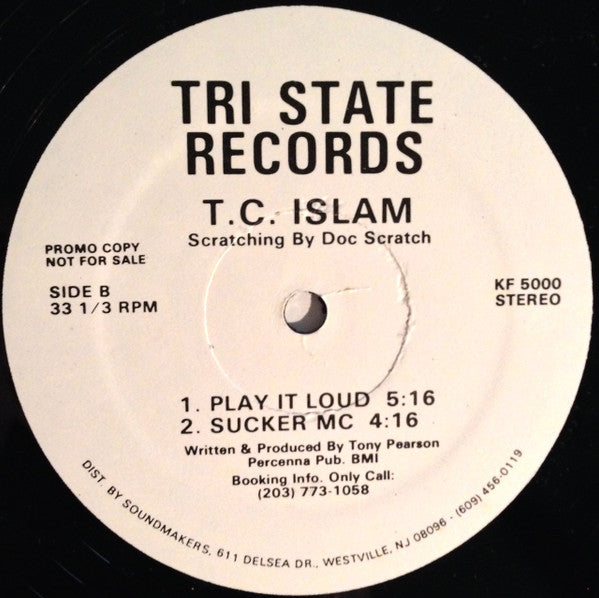 TRI STATE
RECORDS
T.C. ISLAM
Scratching By Doc Scratch
PROMO COPY
NOT FOR SALE
SIDE B
33 1/3 RPM
KF 5000
STEREO
1. PLAY IT LOUD 5:16
2. SUCKER MC 4:16
Written & Produced By Tony Pearson
Percenna Pub. BMI
Booking Info. Only Call:
(203) 773-1058
DIST. BY SOUNDMAKERS, 611 DELSEA DR., WESTVILLE, NJ 08096 - (609) 456-0119